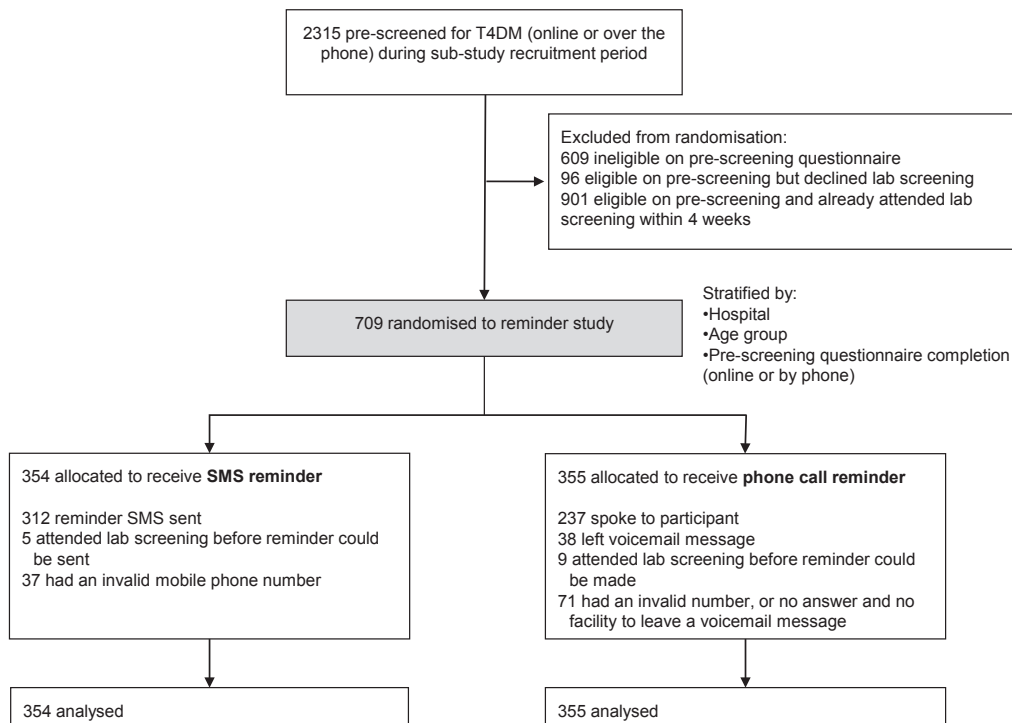 2315 pre-screened for T4DM (online or over the
phone) during sub-study recruitment period
Excluded from randomisation:
609 ineligible on pre-screening questionnaire
96 eligible on pre-screening but declined lab screening
901 eligible on pre-screening and already attended lab
screening within 4 weeks
709 randomised to reminder study
Stratified by:
•Hospital
•Age group
•Pre-screening questionnaire completion
(online or by phone)
354 allocated to receive SMS reminder
312 reminder SMS sent
5 attended lab screening before reminder could
be sent
37 had an invalid mobile phone number
355 allocated to receive phone call reminder
237 spoke to participant
38 left voicemail message
9 attended lab screening before reminder could
be made
71 had an invalid number, or no answer and no
facility to leave a voicemail message
354 analysed
355 analysed